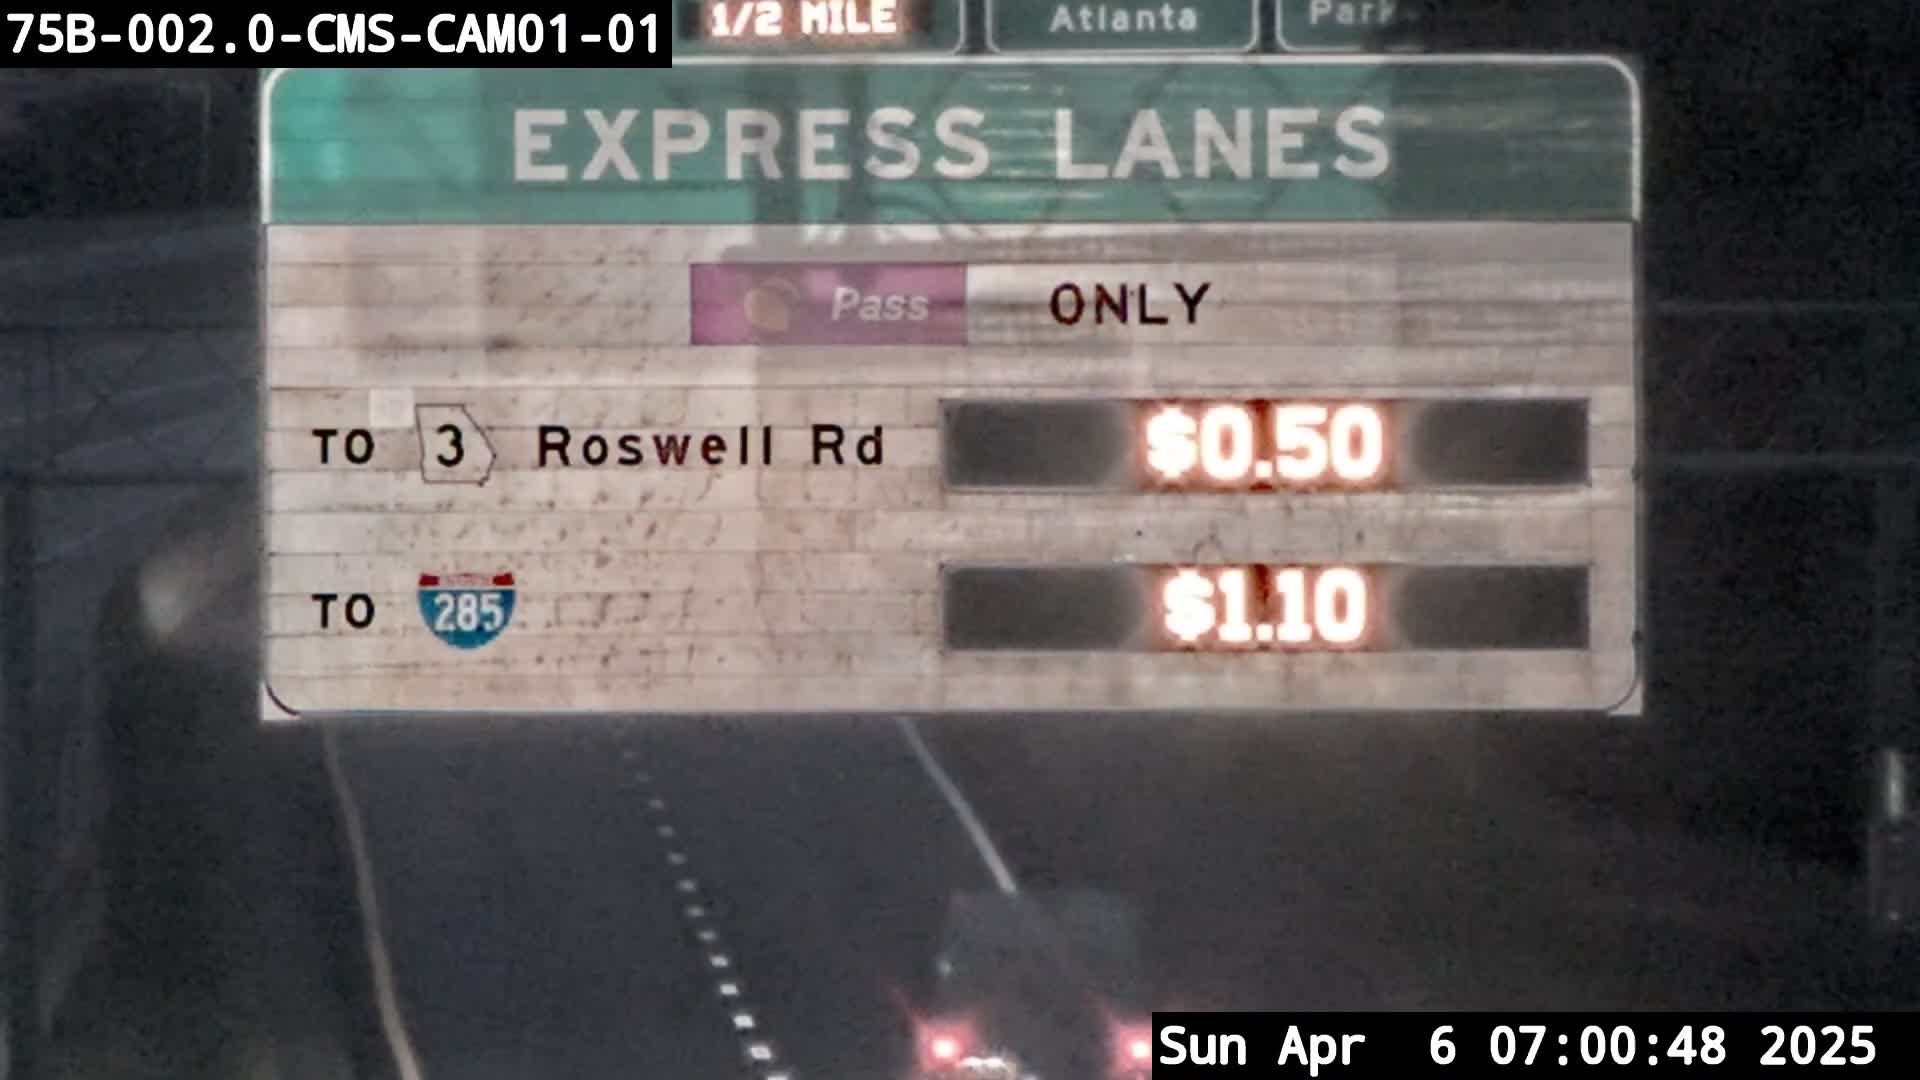 75B-002.0-CMS-CAM01-01
1/2 MILE
Atlanta
Park
EXPRESS LANES
Pass ONLY
TO 3 Roswell Rd $0.50
TO 285 $1.10
Sun Apr 6 07:00:48 2025